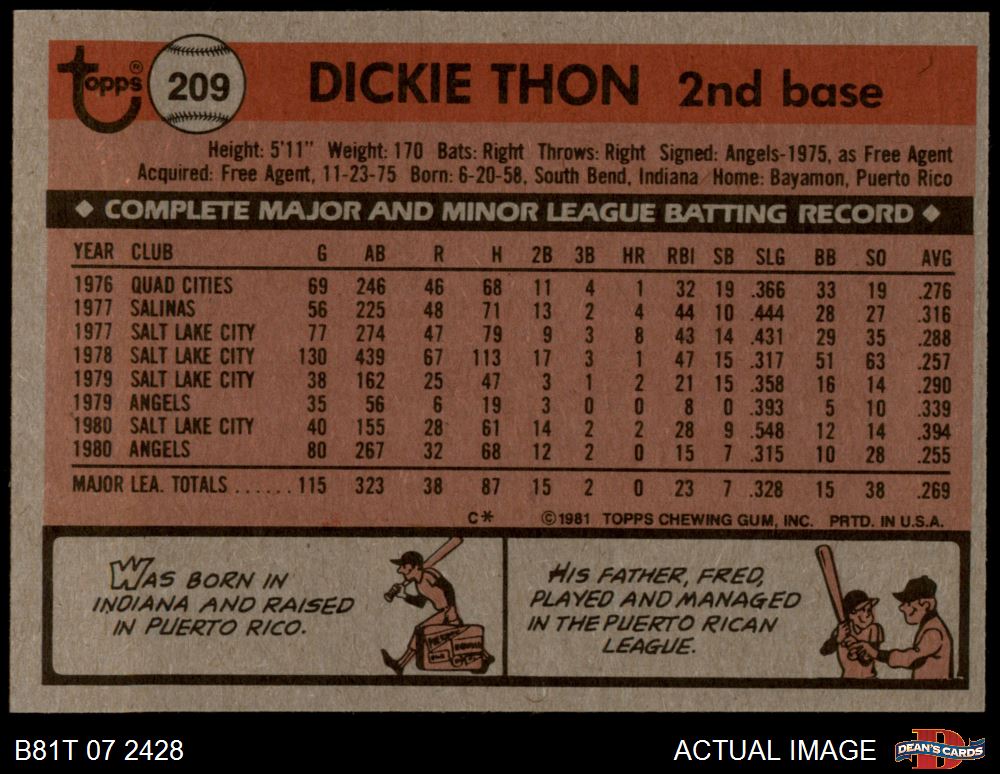 topps® 209 DICKIE THON 2nd base
Height: 5'11" Weight: 170 Bats: Right Throws: Right Signed: Angels-1975, as Free Agent
Acquired: Free Agent, 11-23-75 Born: 6-20-58, South Bend, Indiana Home: Bayamon, Puerto Rico
◆ COMPLETE MAJOR AND MINOR LEAGUE BATTING RECORD ◆
YEAR CLUB G AB R H 2B 3B HR RBI SB SLG BB SO AVG
1976 QUAD CITIES 69 246 46 68 11 4 1 32 19 .366 33 19 .276
1977 SALINAS 56 225 48 71 13 2 4 44 10 .444 28 27 .316
1977 SALT LAKE CITY 77 274 47 79 9 3 8 43 14 .431 29 35 .288
1978 SALT LAKE CITY 130 439 67 113 17 3 1 47 15 .317 51 63 .257
1979 SALT LAKE CITY 38 162 25 47 3 1 2 21 15 .358 16 14 .290
1979 ANGELS 35 56 6 19 3 0 0 8 0 .393 5 10 .339
1980 SALT LAKE CITY 40 155 28 61 14 2 2 28 9 .548 12 14 .394
1980 ANGELS 80 267 32 68 12 2 0 15 7 .315 10 28 .255
MAJOR LEA. TOTALS ...... 115 323 38 87 15 2 0 23 7 .328 15 38 .269
C* ©1981 TOPPS CHEWING GUM, INC. PRTD. IN U.S.A.
WAS BORN IN
INDIANA AND RAISED
IN PUERTO RICO.
HIS FATHER, FRED,
PLAYED AND MANAGED
IN THE PUERTO RICAN
LEAGUE.
B81T 07 2428 ACTUAL IMAGE D DEAN'S CARDS